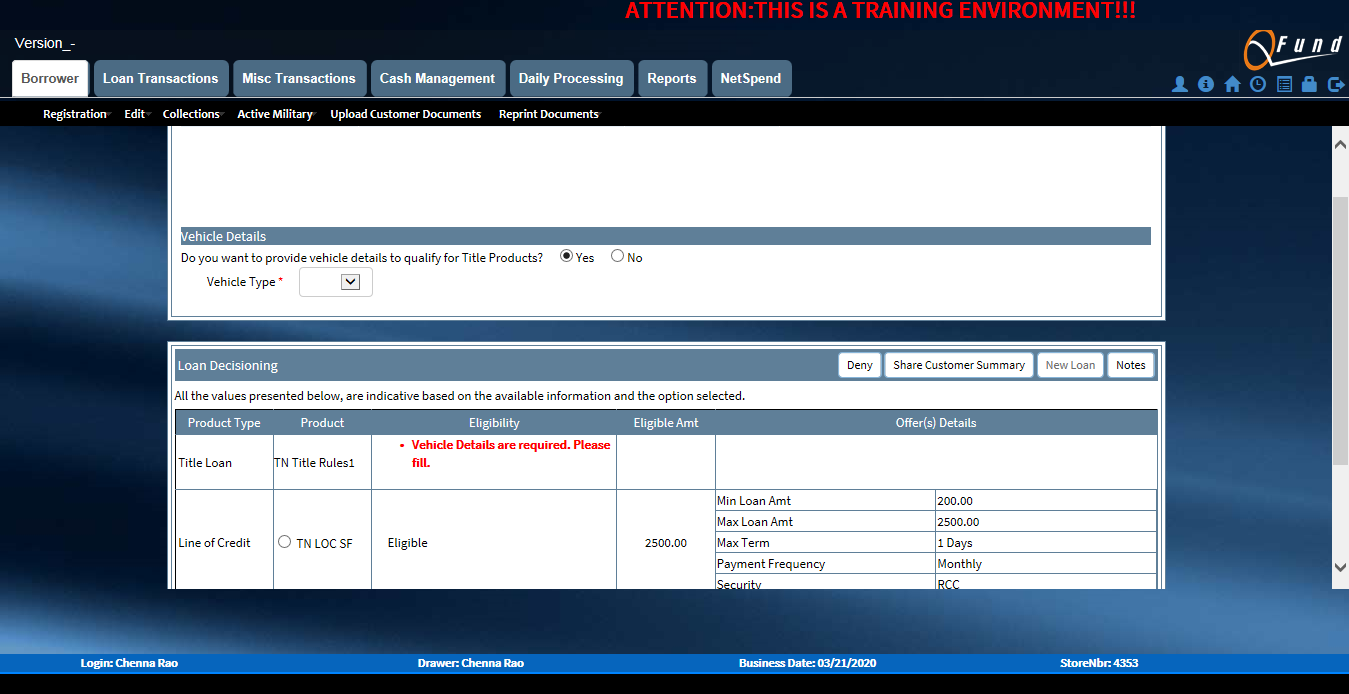 ATTENTION:THIS IS A TRAINING ENVIRONMENT!!!
Version_-
QFund
Borrower Loan Transactions Misc Transactions Cash Management Daily Processing Reports NetSpend
Registration Edit Collections Active Military Upload Customer Documents Reprint Documents
Vehicle Details
Do you want to provide vehicle details to qualify for Title Products? Yes No
Vehicle Type *
Loan Decisioning Deny Share Customer Summary New Loan Notes
All the values presented below, are indicative based on the available information and the option selected.
Product Type Product Eligibility Eligible Amt Offer(s) Details
Title Loan TN Title Rules1 • Vehicle Details are required. Please
fill.
Line of Credit TN LOC SF Eligible 2500.00
Min Loan Amt 200.00
Max Loan Amt 2500.00
Max Term 1 Days
Payment Frequency Monthly
Security RCC
Login: Chenna Rao Drawer: Chenna Rao Business Date: 03/21/2020 StoreNbr: 4353